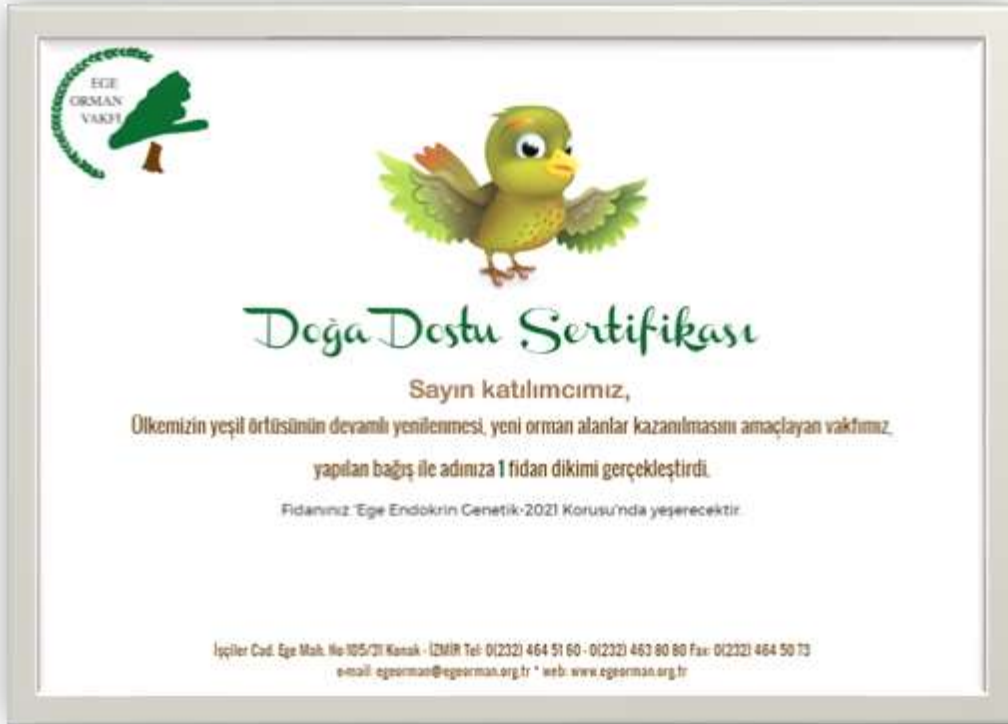 EGE
ORMAN
VAKFI
Doğa Dostu Sertifikası
Sayın katılımcımız,
Ülkemizin yeşil örtüsünün devamlı yenilenmesi, yeni orman alanlar kazanılmasını amaçlayan vakfımız,
yapılan bağış ile adınıza 1 fidan dikimi gerçekleştirdi.
Fidanınız 'Ege Endokrin Genetik-2021 Korusu'nda yeşerecektir.
İşçiler Cad. Ege Mah. No:105/31 Konak - İZMİR Tel: 0(232) 464 51 60 - 0(232) 463 80 80 Fax: 0(232) 464 50 73
e-mail: egeorman@egeorman.org.tr * web: www.egeorman.org.tr